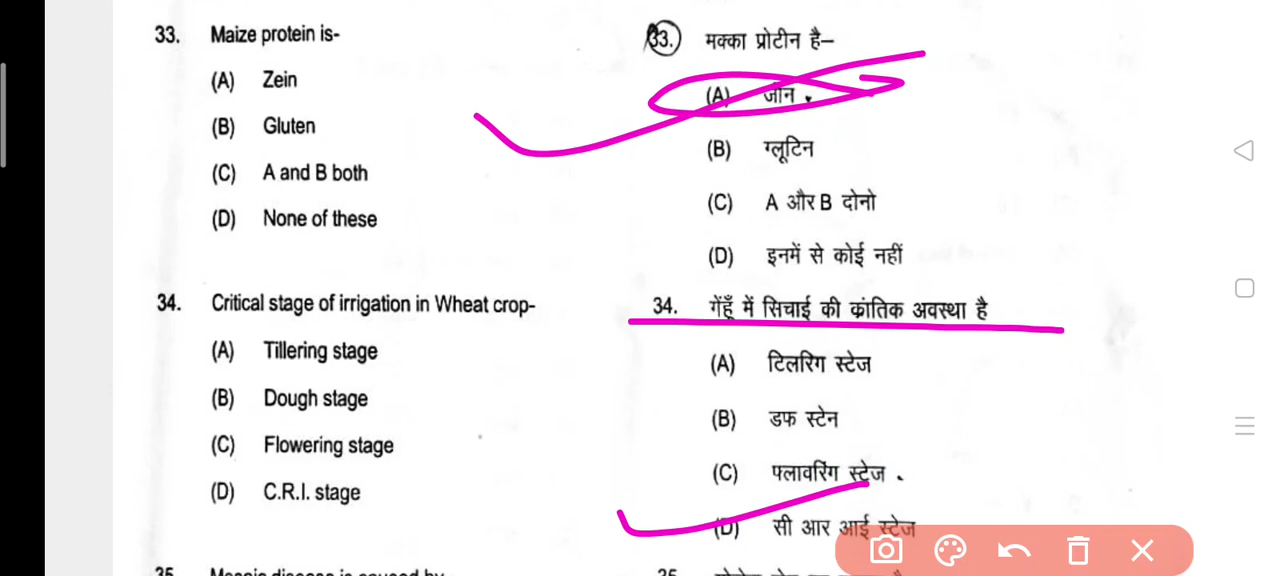 33. Maize protein is-
(A) Zein
(B) Gluten
(C) A and B both
(D) None of these
34. Critical stage of irrigation in Wheat crop-
(A) Tillering stage
(B) Dough stage
(C) Flowering stage
(D) C.R.I. stage
33. मक्का प्रोटीन है–
(A) जीन
(B) ग्लूटिन
(C) A और B दोनो
(D) इनमें से कोई नहीं
34. गेंहूँ में सिचाई की क्रांतिक अवस्था है
(A) टिलरिग स्टेज
(B) डफ स्टेन
(C) फ्लावरिंग स्टेज
(D) सी आर आई स्टेज